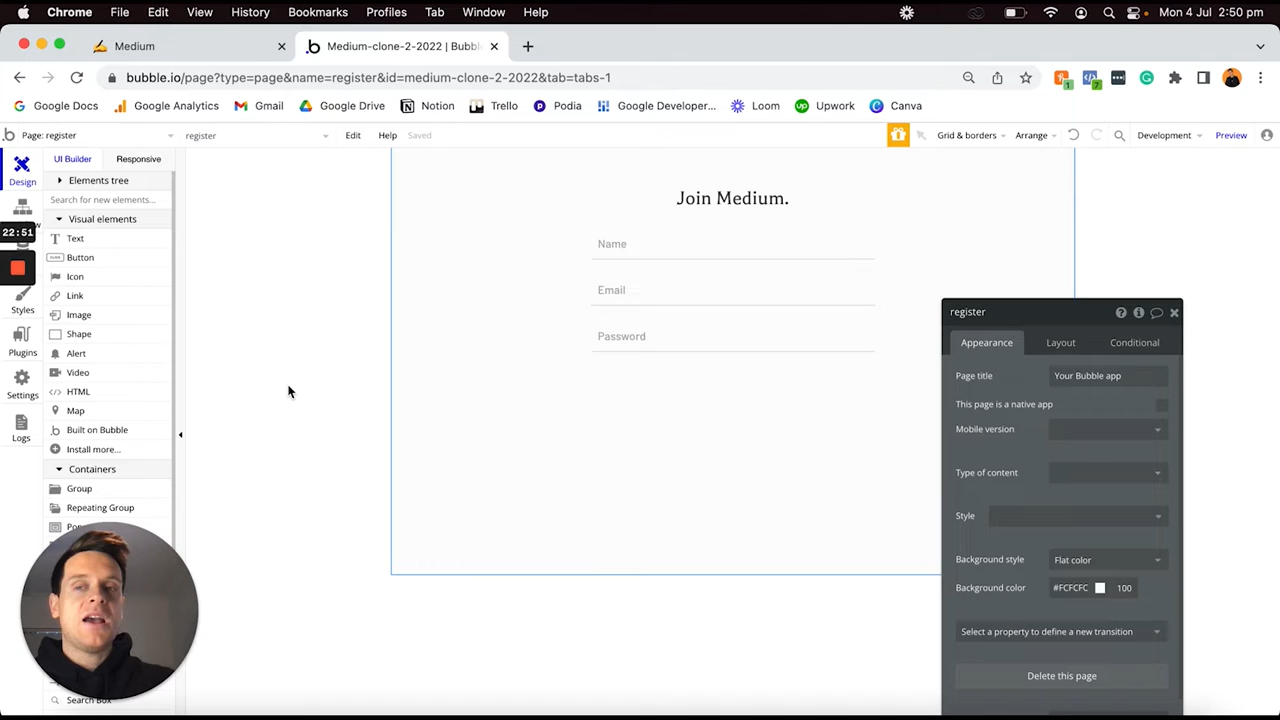 Chrome File Edit View History Bookmarks Profiles Tab Window Help Mon 4 Jul 2:50 pm
Medium Medium-clone-2-2022 | Bubbl
bubble.io/page?type=page&name=register&id=medium-clone-2-2022&tab=tabs-1
Google Docs Google Analytics Gmail Google Drive Notion Trello Podia Google Developer... Loom Upwork Canva
Page: register register Edit Help Saved Grid & borders Arrange Development Preview
UI Builder Responsive
Design
Elements tree
Search for new elements...
Visual elements
22:51
Text
Button
Icon
Link
Styles
Image
Shape
Plugins
Alert
Video
Settings
HTML
Map
Logs
Built on Bubble
Install more...
Containers
Group
Repeating Group
Search Box
Join Medium.
Name
Email
Password
register
Appearance Layout Conditional
Page title Your Bubble app
This page is a native app
Mobile version
Type of content
Style
Background style Flat color
Background color #FCFCFC 100
Select a property to define a new transition
Delete this page